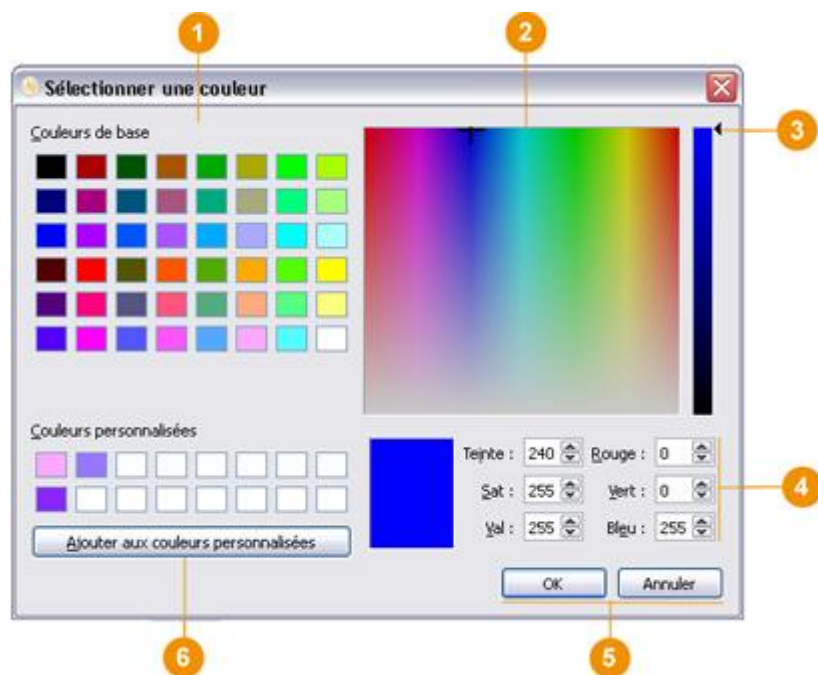 1
2
Sélectionner une couleur
3
Couleurs de base
Couleurs personnalisées
Teinte : 240 Rouge : 0
Sat : 255 Vert : 0
4
Val : 255 Bleu : 255
Ajouter aux couleurs personnalisées
OK Annuler
6
5